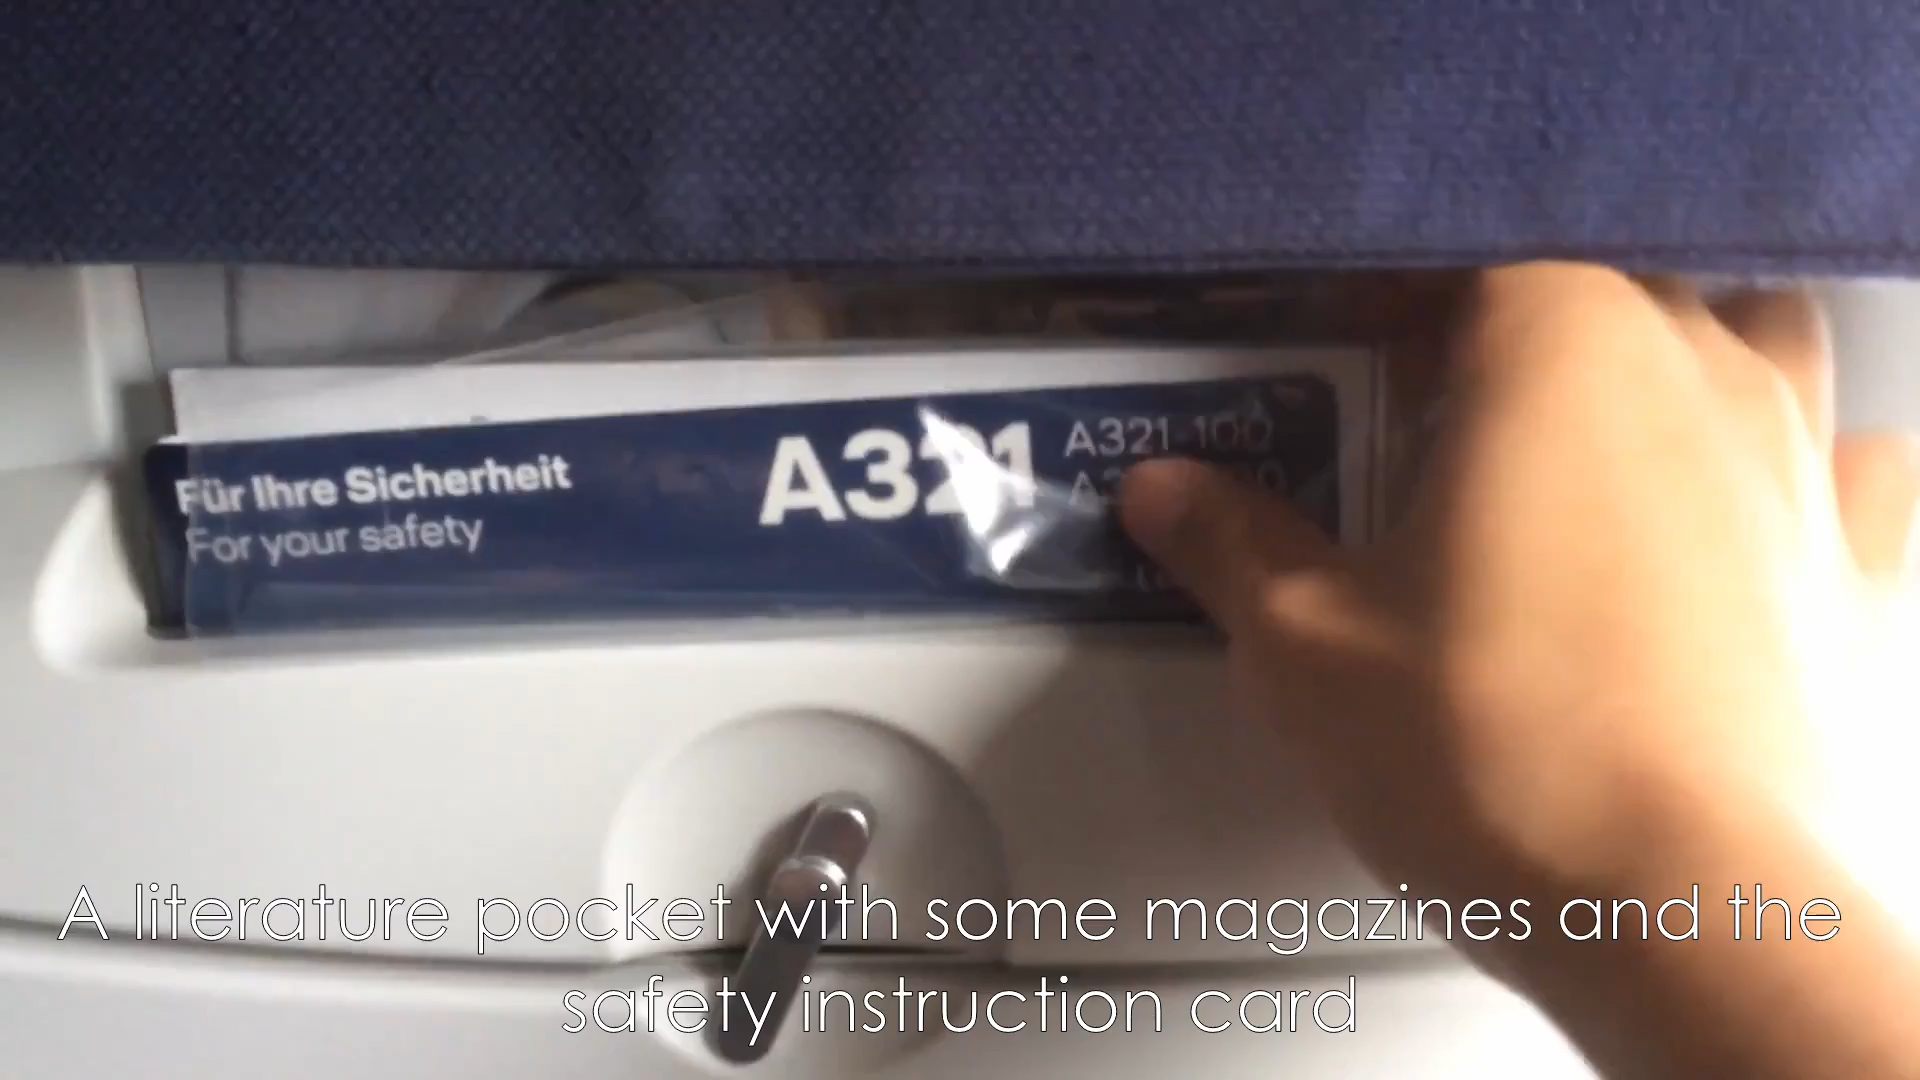 Für Ihre Sicherheit
For your safety
A321
A321-100
A literature pocket with some magazines and the
safety instruction card